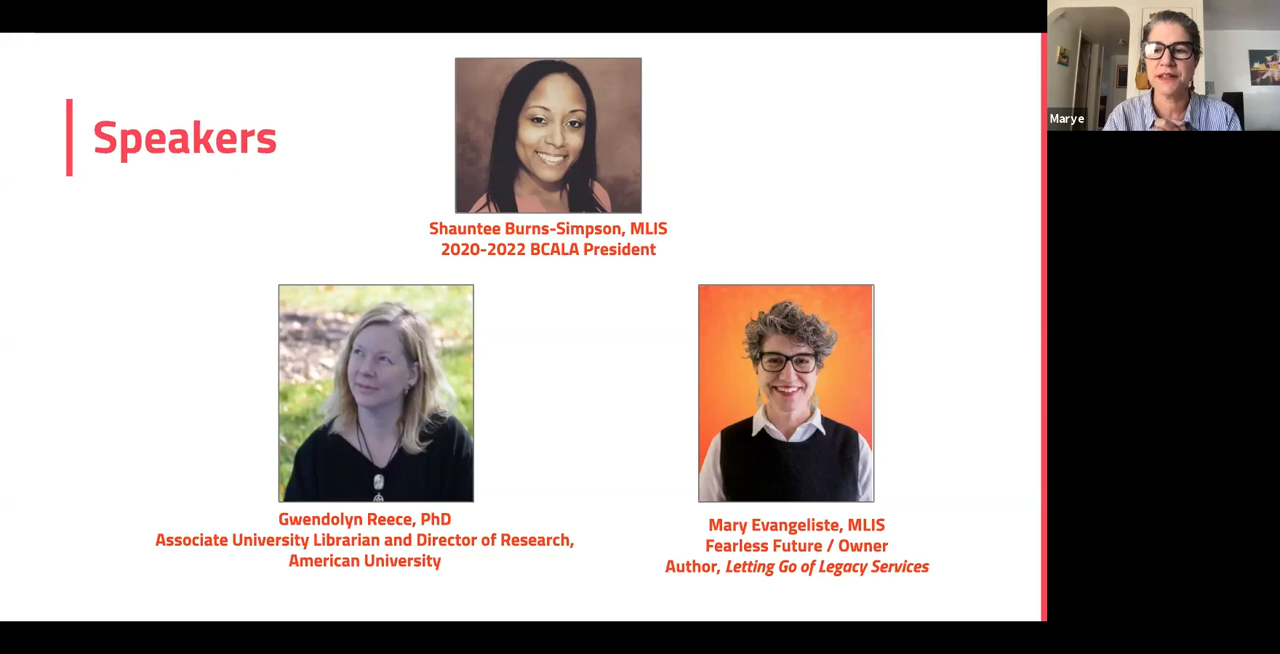 Speakers
Shauntee Burns-Simpson, MLIS
2020-2022 BCALA President
Gwendolyn Reece, PhD
Associate University Librarian and Director of Research,
American University
Mary Evangeliste, MLIS
Fearless Future / Owner
Author, Letting Go of Legacy Services
Marye